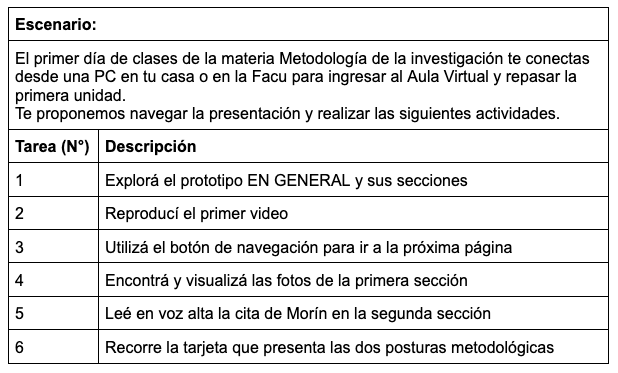 Escenario:
El primer día de clases de la materia Metodología de la investigación te conectas
desde una PC en tu casa o en la Facu para ingresar al Aula Virtual y repasar la
primera unidad.
Te proponemos navegar la presentación y realizar las siguientes actividades.
Tarea (N°) Descripción
1 Explorá el prototipo EN GENERAL y sus secciones
2 Reproducí el primer video
3 Utilizá el botón de navegación para ir a la próxima página
4 Encontrá y visualizá las fotos de la primera sección
5 Leé en voz alta la cita de Morín en la segunda sección
6 Recorre la tarjeta que presenta las dos posturas metodológicas